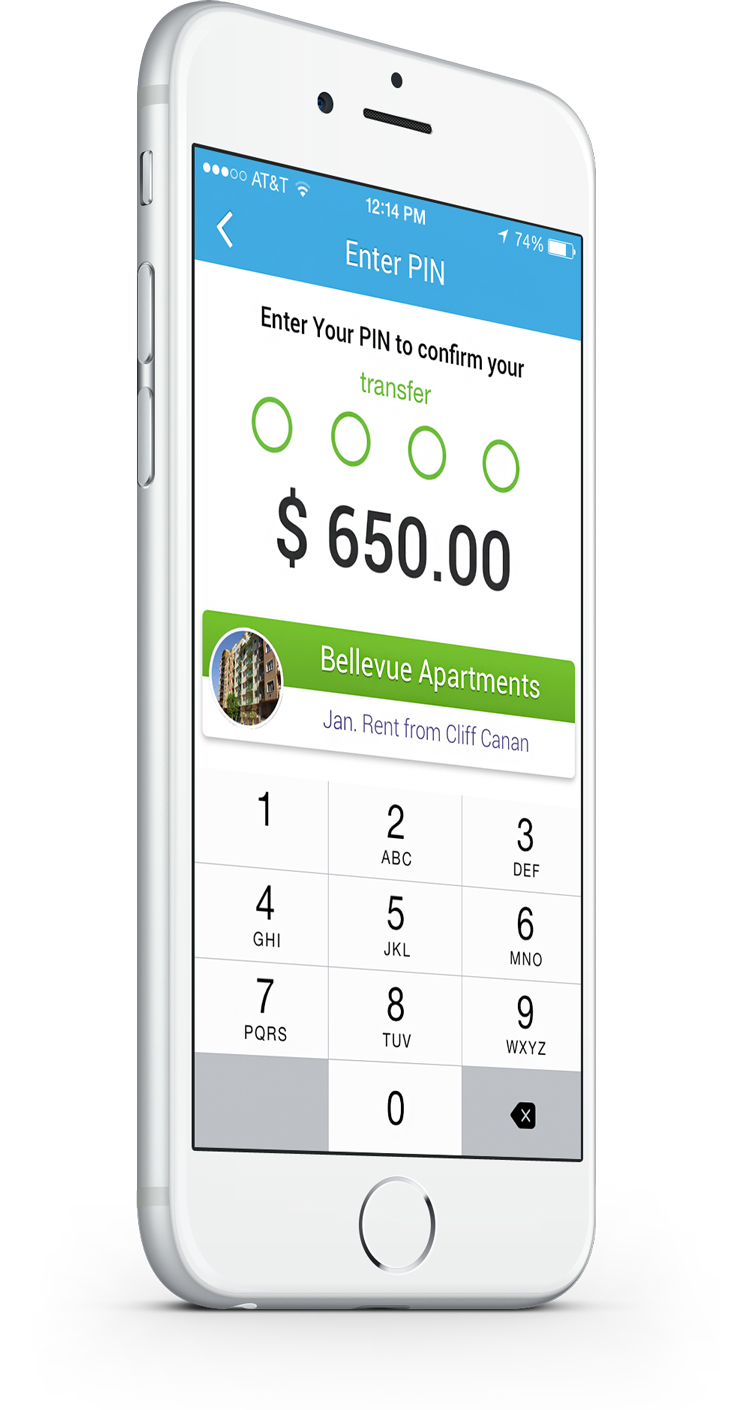 AT&T
12:14 PM
74%
Enter PIN
Enter Your PIN to confirm your
transfer
$ 650.00
Bellevue Apartments
Jan. Rent from Cliff Canan
1
2
ABC
3
DEF
4
GHI
5
JKL
6
MNO
7
PQRS
8
TUV
9
WXYZ
0